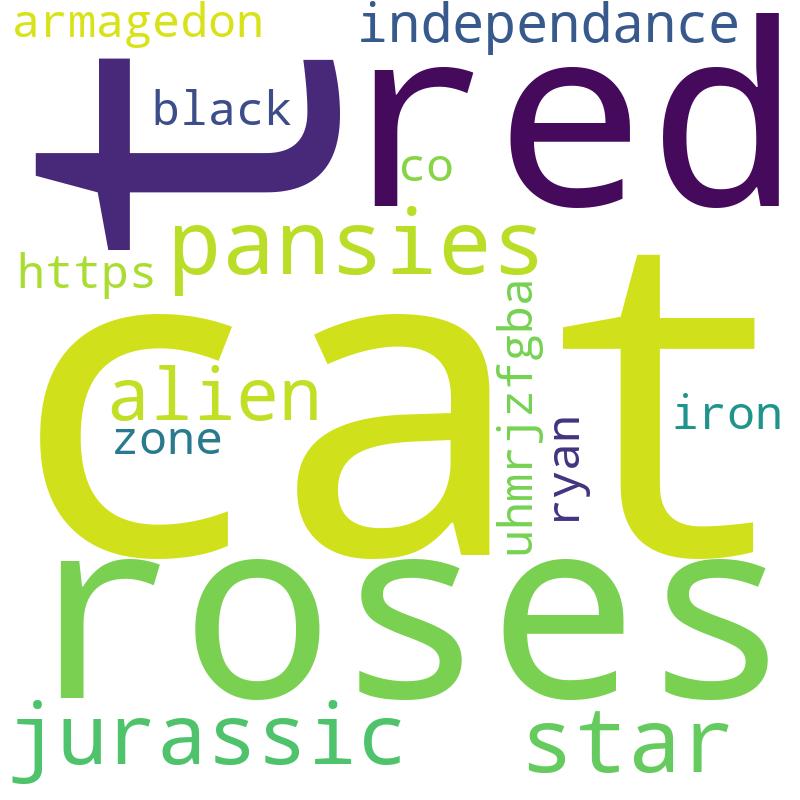 armagedon
independance
t
black
red
co
pansies
https
cat
alien
zone
uhmrjzfgba
ryan
iron
roses
jurassic
star